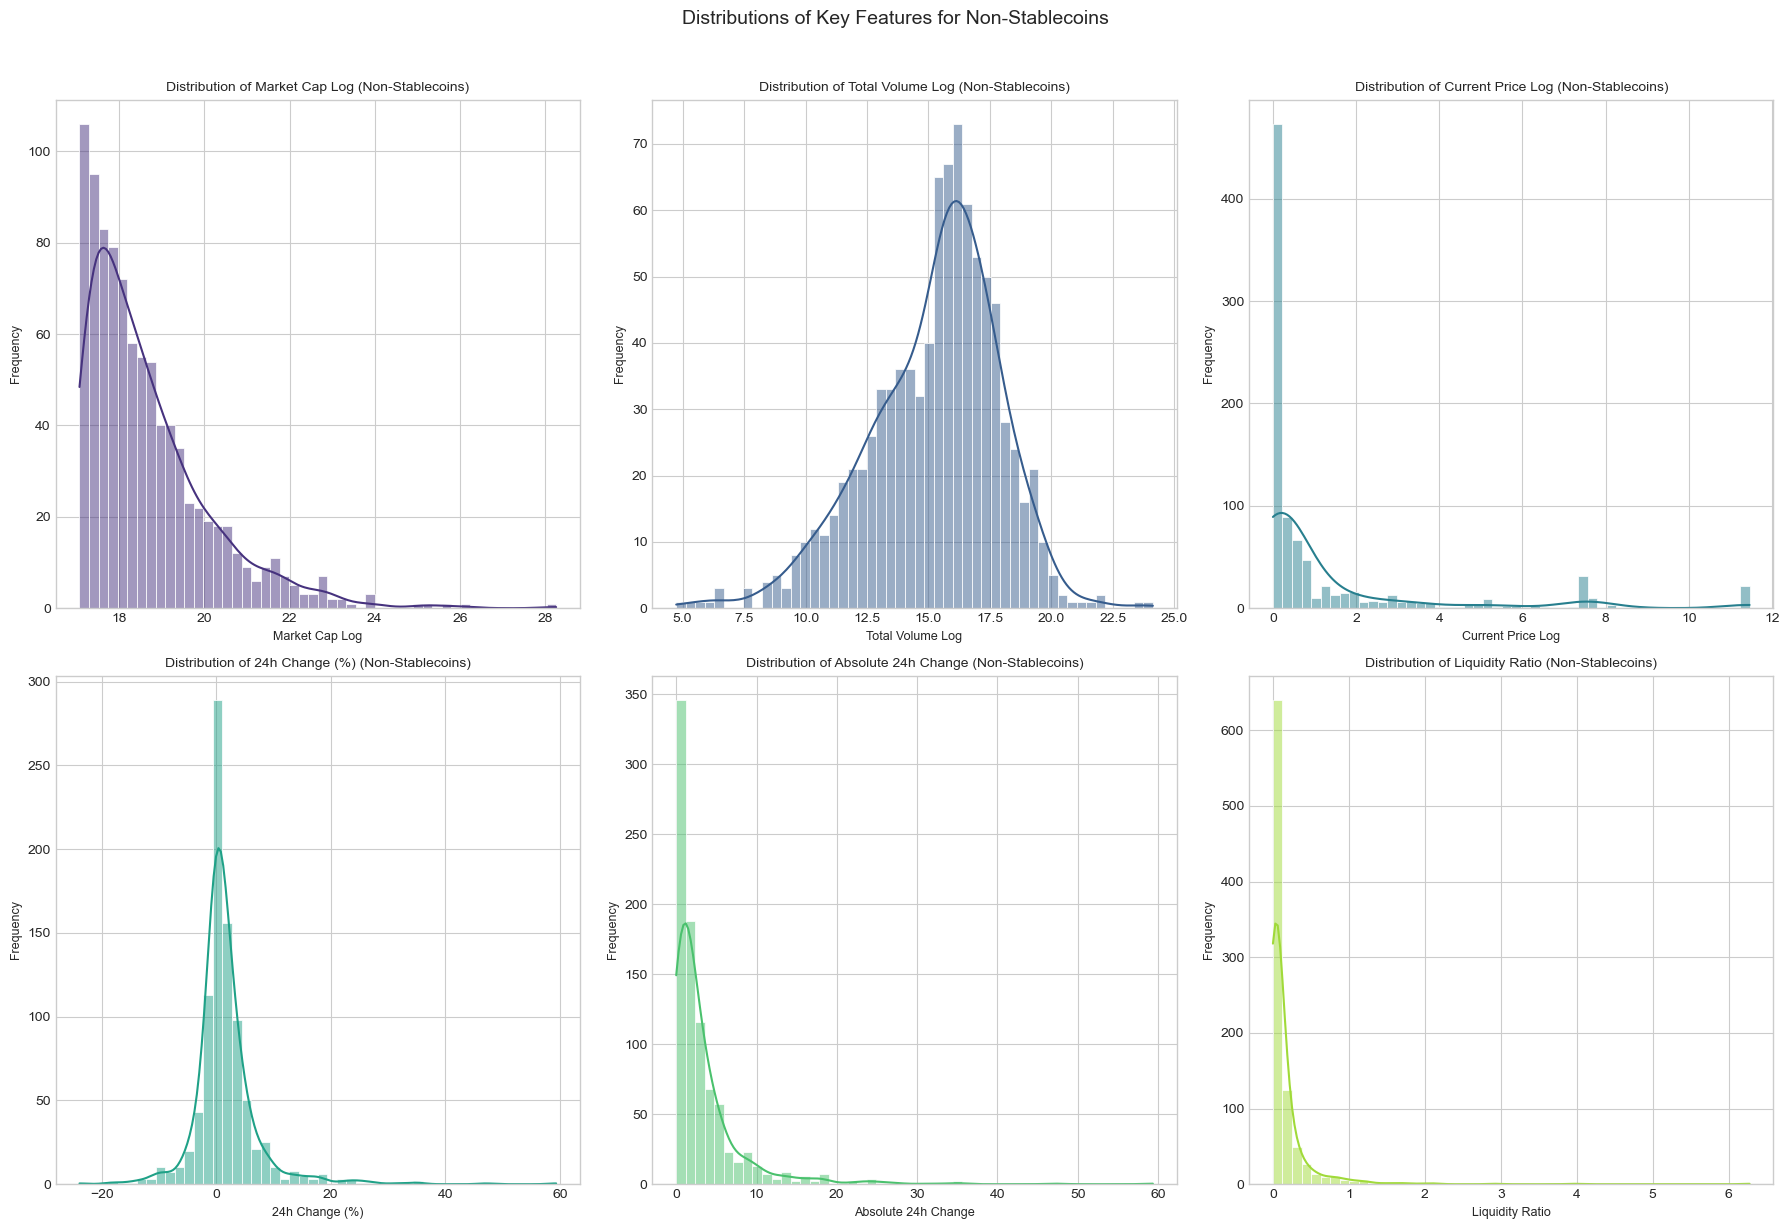 Distributions of Key Features for Non-Stablecoins
Distribution of Market Cap Log (Non-Stablecoins)
Frequency
100
80
60
40
20
0
18 20 22 24 26 28
Market Cap Log
Distribution of Total Volume Log (Non-Stablecoins)
Frequency
70
60
50
40
30
20
10
0
5.0 7.5 10.0 12.5 15.0 17.5 20.0 22.5 25.0
Total Volume Log
Distribution of Current Price Log (Non-Stablecoins)
Frequency
400
300
200
100
0
0 2 4 6 8 10 12
Current Price Log
Distribution of 24h Change (%) (Non-Stablecoins)
Frequency
300
250
200
150
100
50
0
−20 0 20 40 60
24h Change (%)
Distribution of Absolute 24h Change (Non-Stablecoins)
Frequency
350
300
250
200
150
100
50
0
0 10 20 30 40 50 60
Absolute 24h Change
Distribution of Liquidity Ratio (Non-Stablecoins)
Frequency
600
500
400
300
200
100
0
0 1 2 3 4 5 6
Liquidity Ratio